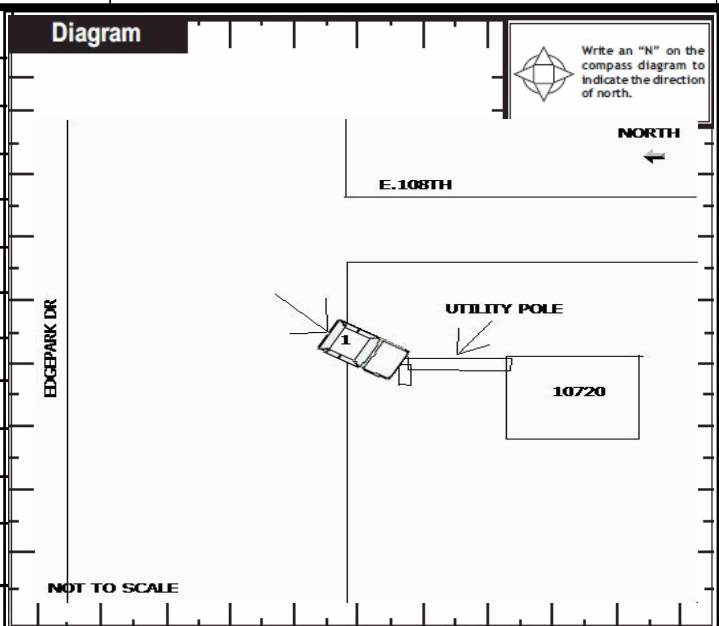 Diagram
Write an “N” on the
compass diagram to
indicate the direction
of north.
NORTH
E.108TH
EDGEPARK DR
UTILITY POLE
1
10720
NOT TO SCALE